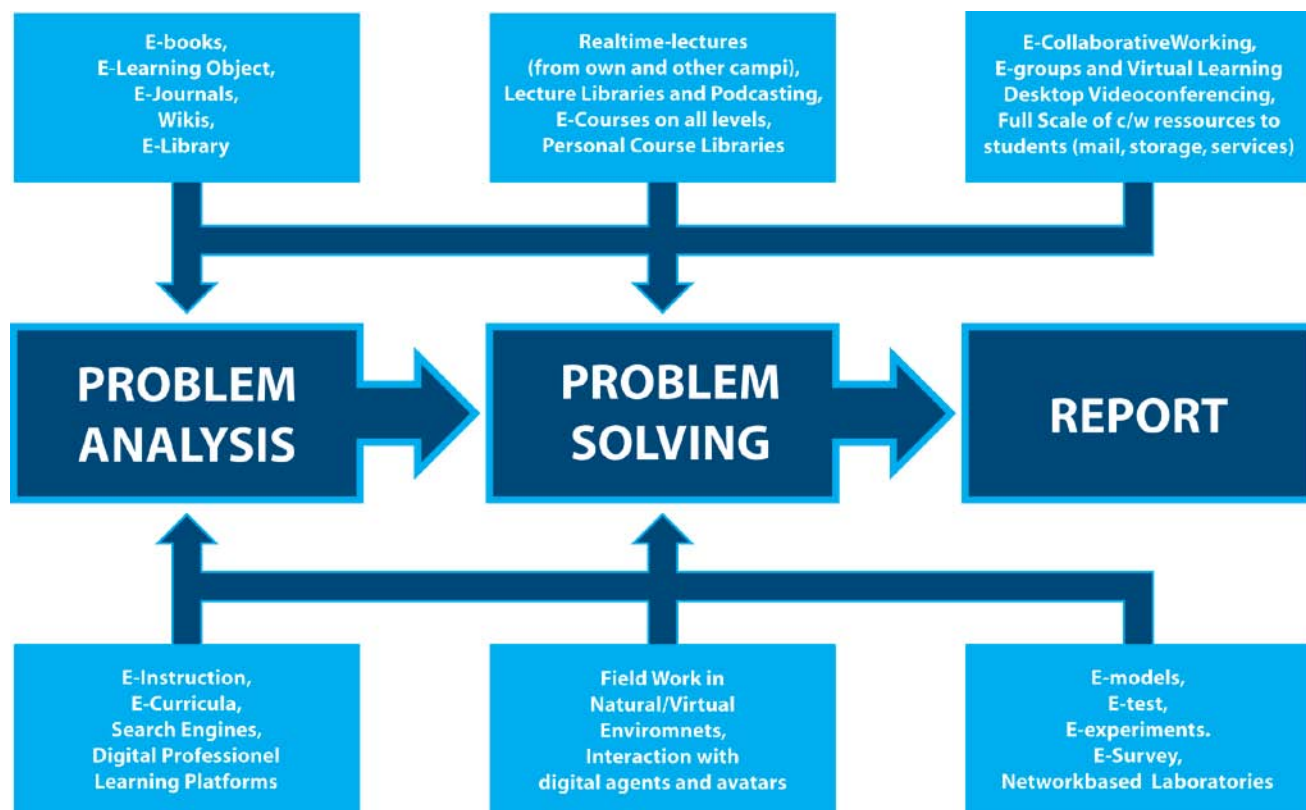 E-books,
E-Learning Object,
E-Journals,
Wikis,
E-Library
Realtime-lectures
(from own and other campi),
Lecture Libraries and Podcasting,
E-Courses on all levels,
Personal Course Libraries
E-CollaborativeWorking,
E-groups and Virtual Learning
Desktop Videoconferencing,
Full Scale of c/w ressources to
students (mail, storage, services)
PROBLEM
ANALYSIS
PROBLEM
SOLVING
REPORT
E-Instruction,
E-Curricula,
Search Engines,
Digital Professionel
Learning Platforms
Field Work in
Natural/Virtual
Enviromnets,
Interaction with
digital agents and avatars
E-models,
E-test,
E-experiments.
E-Survey,
Networkbased Laboratories